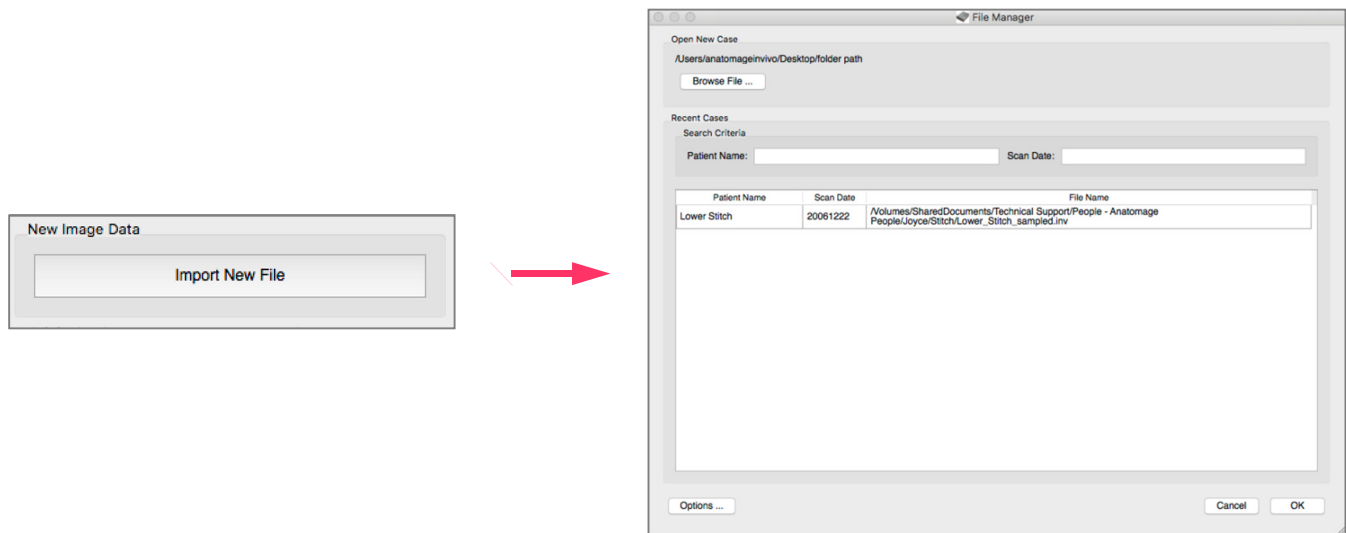 New Image Data
Import New File
File Manager
Open New Case
/Users/anatomageinvivo/Desktop/folder path
Browse File ...
Recent Cases
Search Criteria
Patient Name:
Scan Date:
Patient Name Scan Date File Name
Lower Stitch 20061222 /Volumes/SharedDocuments/Technical Support/People - Anatomage
People/Joyce/Stitch/Lower_Stitch_sampled.inv
Options ...
Cancel
OK